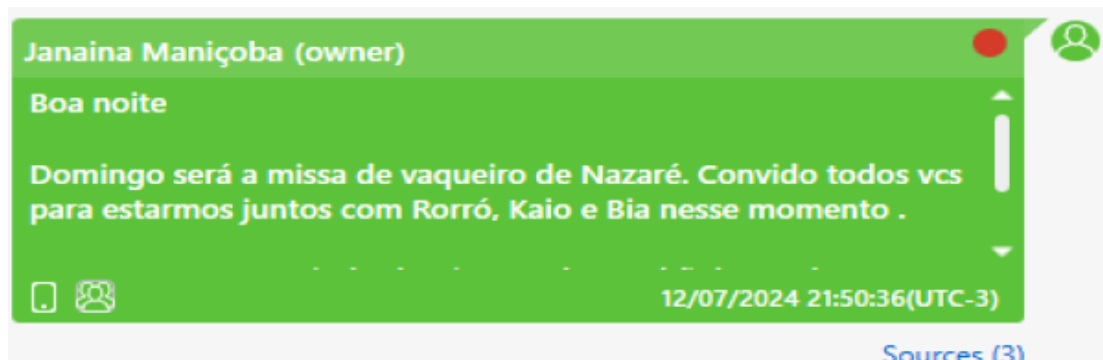 Janaina Maniçoba (owner)
Boa noite
Domingo será a missa de vaqueiro de Nazaré. Convido todos vcs
para estarmos juntos com Rorró, Kaio e Bia nesse momento .
12/07/2024 21:50:36(UTC-3)
Sources (3)